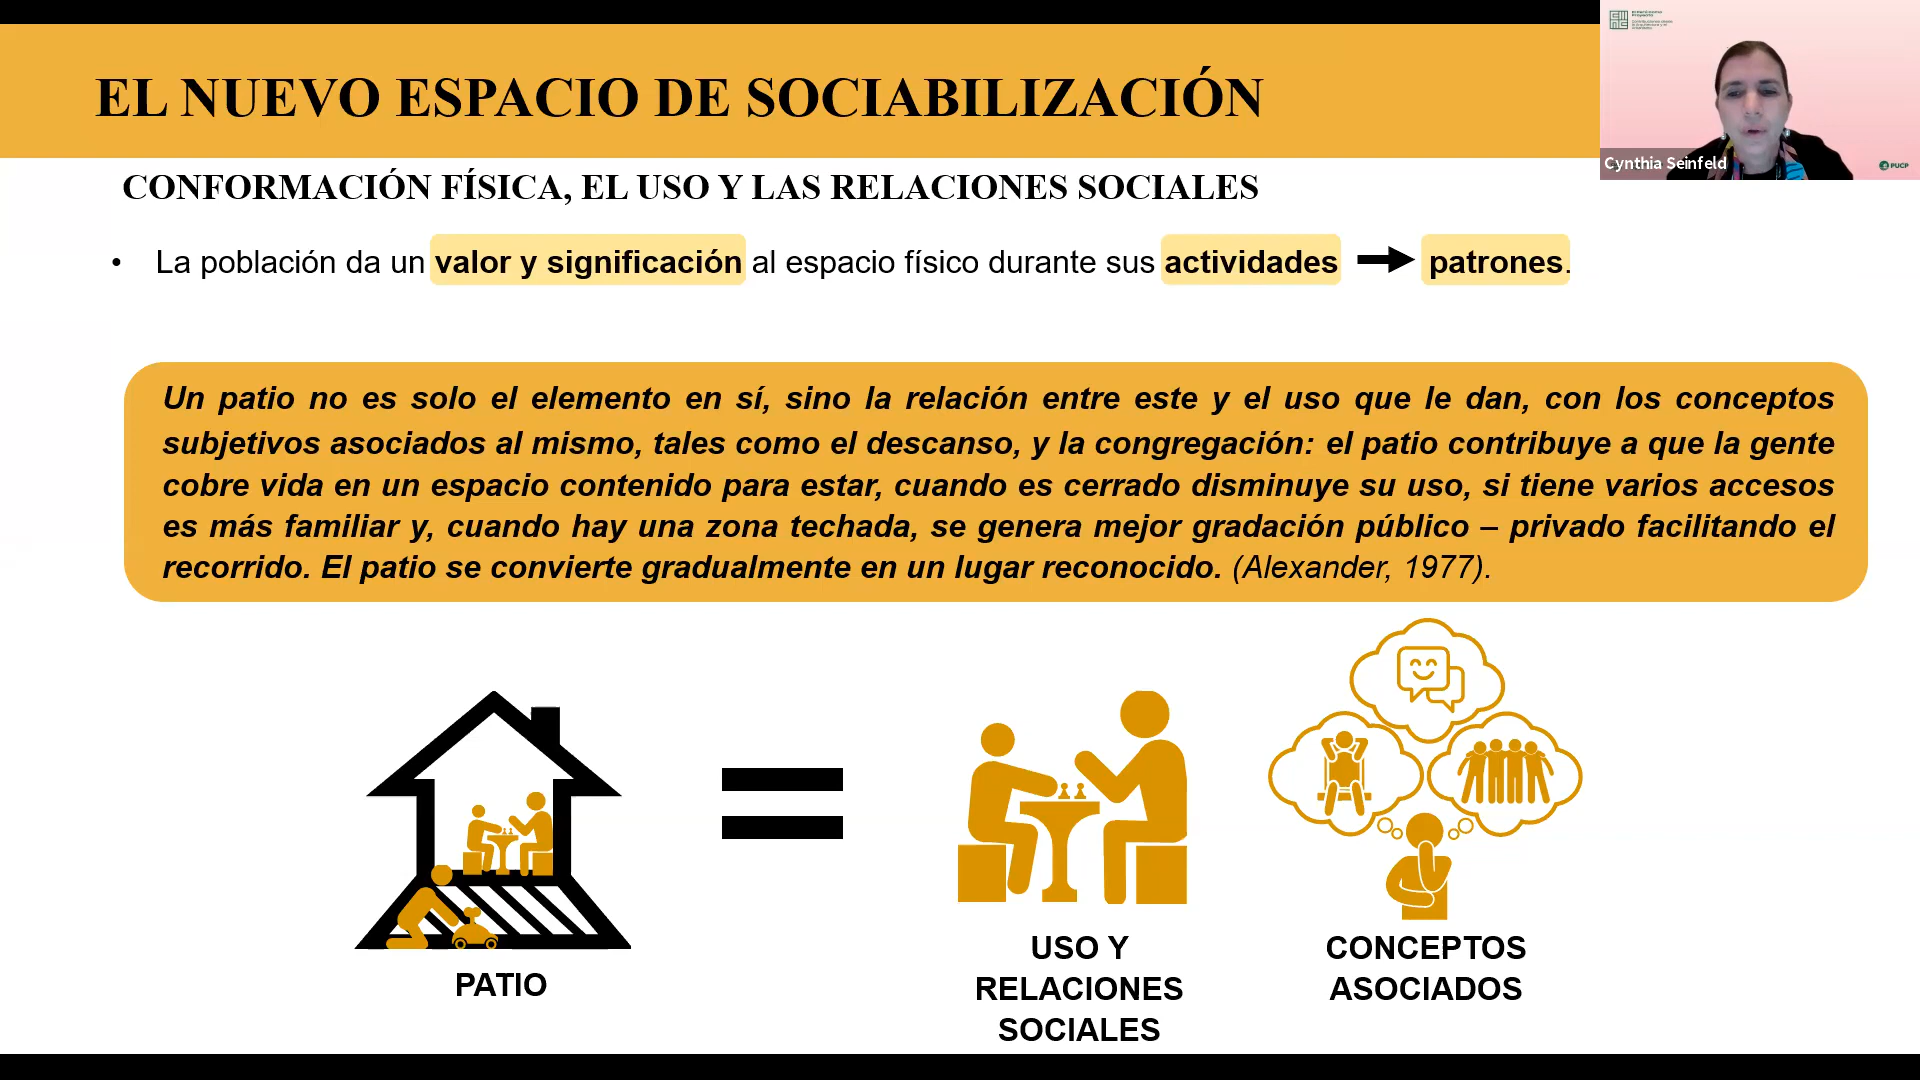 EL NUEVO ESPACIO DE SOCIABILIZACIÓN
Cynthia Seinfeld
PUCP
CONFORMACIÓN FÍSICA, EL USO Y LAS RELACIONES SOCIALES
• La población da un valor y significación al espacio físico durante sus actividades → patrones.
Un patio no es solo el elemento en sí, sino la relación entre este y el uso que le dan, con los conceptos
subjetivos asociados al mismo, tales como el descanso, y la congregación: el patio contribuye a que la gente
cobre vida en un espacio contenido para estar, cuando es cerrado disminuye su uso, si tiene varios accesos
es más familiar y, cuando hay una zona techada, se genera mejor gradación público – privado facilitando el
recorrido. El patio se convierte gradualmente en un lugar reconocido. (Alexander, 1977).
PATIO
USO Y
RELACIONES
SOCIALES
CONCEPTOS
ASOCIADOS